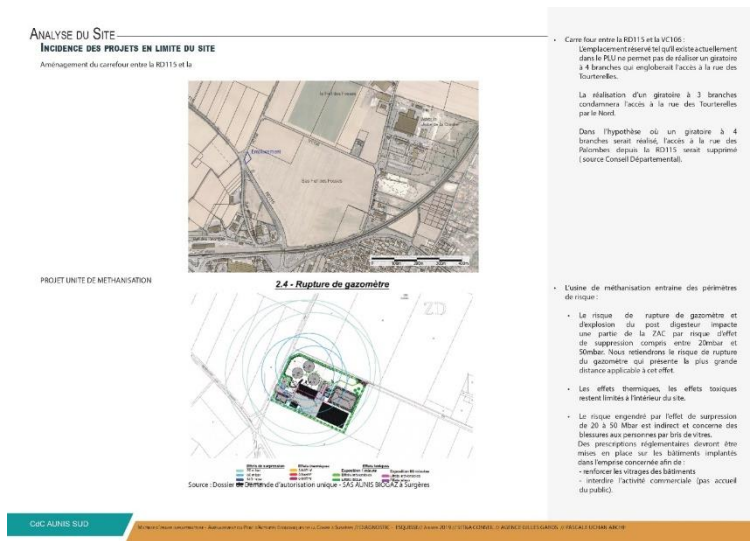 ANALYSE DU SITE
INCIDENCE DES PROJETS EN LIMITE DU SITE
Aménagement du carrefour entre la RD115 et la
PROJET UNITE DE METHANISATION
2.4 - Rupture de gazomètre
ZD
Effets de surpression
Effets thermiques
Effets toxiques
Source : Dossier de Demande d'autorisation unique - SAS AUNIS BIOGAZ à Surgères
• Carre four entre la RD115 et la VC106 :
L'emplacement réservé tel qu'il existe actuellement
dans le PLU ne permet pas de réaliser un giratoire
à 4 branches qui engloberait l'accès à la rue des
Tourterelles.
La réalisation d'un giratoire à 3 branches
condamnera l'accès à la rue des Tourterelles
par le Nord.
Dans l'hypothèse où un giratoire à 4
branches serait réalisé, l'accès à la rue des
Palombes depuis la RD115 serait supprimé
( source Conseil Départemental).
• L'usine de méthanisation entraine des périmètres
de risque :
• Le risque de rupture de gazomètre et
d'explosion du post digesteur impacte
une partie de la ZAC par risque d'effet
de suppression compris entre 20mbar et
50mbar. Nous retiendrons le risque de rupture
du gazomètre qui présente la plus grande
distance applicable à cet effet.
• Les effets thermiques, les effets toxiques
restent limités à l'intérieur du site.
• Le risque engendré par l'effet de surpression
de 20 à 50 Mbar est indirect et concerne des
blessures aux personnes par bris de vitres.
Des prescriptions réglementaires devront être
mises en place sur les bâtiments implantés
dans l'emprise concernée afin de :
- renforcer les vitrages des bâtiments
- interdire l'activité commerciale (pas accueil
du public).
CdC AUNIS SUD